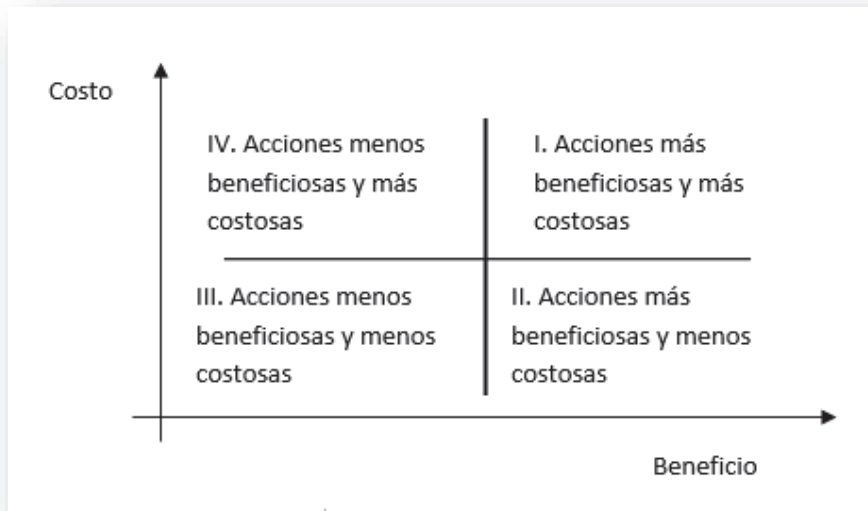 Costo
IV. Acciones menos
beneficiosas y más
costosas
I. Acciones más
beneficiosas y más
costosas
III. Acciones menos
beneficiosas y menos
costosas
II. Acciones más
beneficiosas y menos
costosas
Beneficio